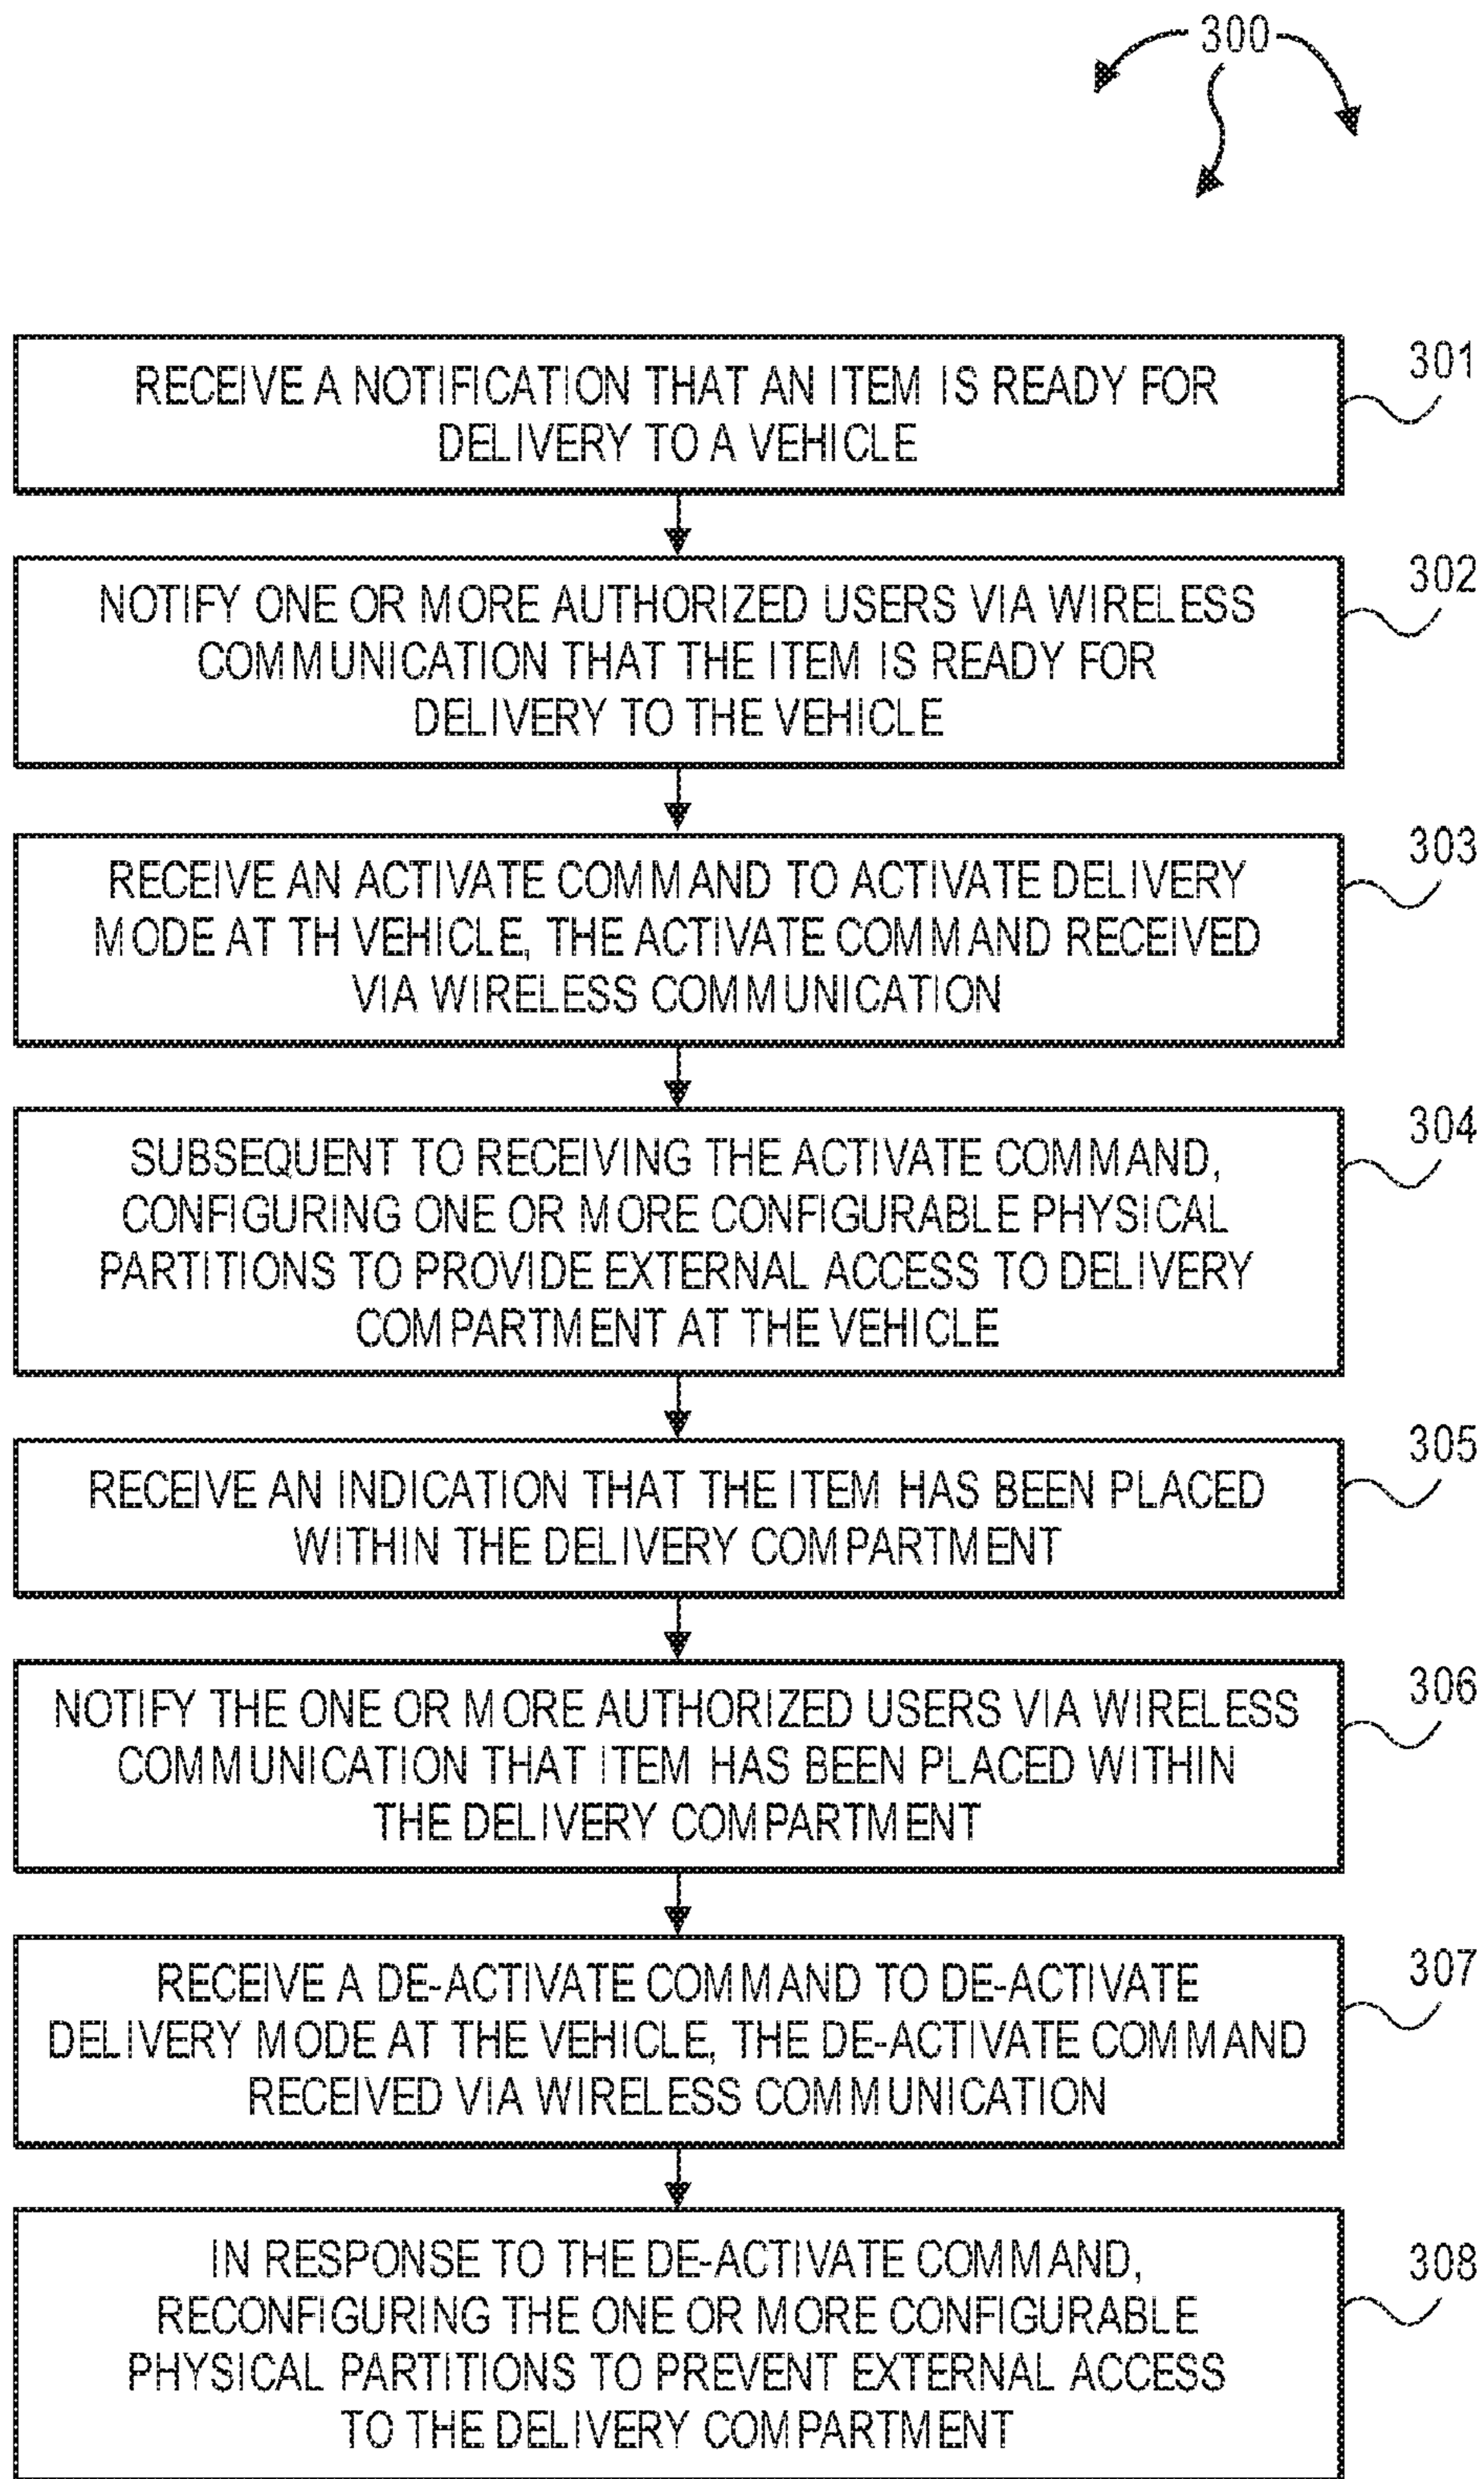 300
RECEIVE A NOTIFICATION THAT AN ITEM IS READY FOR
DELIVERY TO A VEHICLE
301
NOTIFY ONE OR MORE AUTHORIZED USERS VIA WIRELESS
COMMUNICATION THAT THE ITEM IS READY FOR
DELIVERY TO THE VEHICLE
302
RECEIVE AN ACTIVATE COMMAND TO ACTIVATE DELIVERY
MODE AT TH VEHICLE, THE ACTIVATE COMMAND RECEIVED
VIA WIRELESS COMMUNICATION
303
SUBSEQUENT TO RECEIVING THE ACTIVATE COMMAND,
CONFIGURING ONE OR MORE CONFIGURABLE PHYSICAL
PARTITIONS TO PROVIDE EXTERNAL ACCESS TO DELIVERY
COMPARTMENT AT THE VEHICLE
304
RECEIVE AN INDICATION THAT THE ITEM HAS BEEN PLACED
WITHIN THE DELIVERY COMPARTMENT
305
NOTIFY THE ONE OR MORE AUTHORIZED USERS VIA WIRELESS
COMMUNICATION THAT ITEM HAS BEEN PLACED WITHIN
THE DELIVERY COMPARTMENT
306
RECEIVE A DE-ACTIVATE COMMAND TO DE-ACTIVATE
DELIVERY MODE AT THE VEHICLE, THE DE-ACTIVATE COMMAND
RECEIVED VIA WIRELESS COMMUNICATION
307
IN RESPONSE TO THE DE-ACTIVATE COMMAND,
RECONFIGURING THE ONE OR MORE CONFIGURABLE
PHYSICAL PARTITIONS TO PREVENT EXTERNAL ACCESS
TO THE DELIVERY COMPARTMENT
308